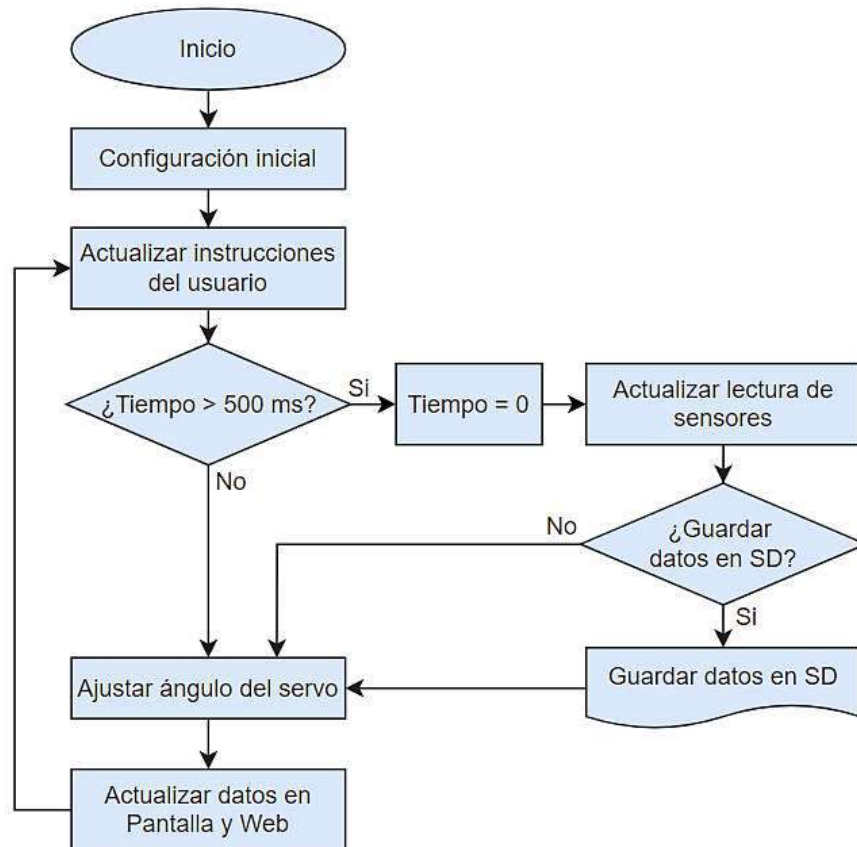 Inicio
Configuración inicial
Actualizar instrucciones
del usuario
¿Tiempo > 500 ms?
Si
Tiempo = 0
Actualizar lectura de
sensores
No
No
¿Guardar
datos en SD?
Si
Ajustar ángulo del servo
Guardar datos en SD
Actualizar datos en
Pantalla y Web